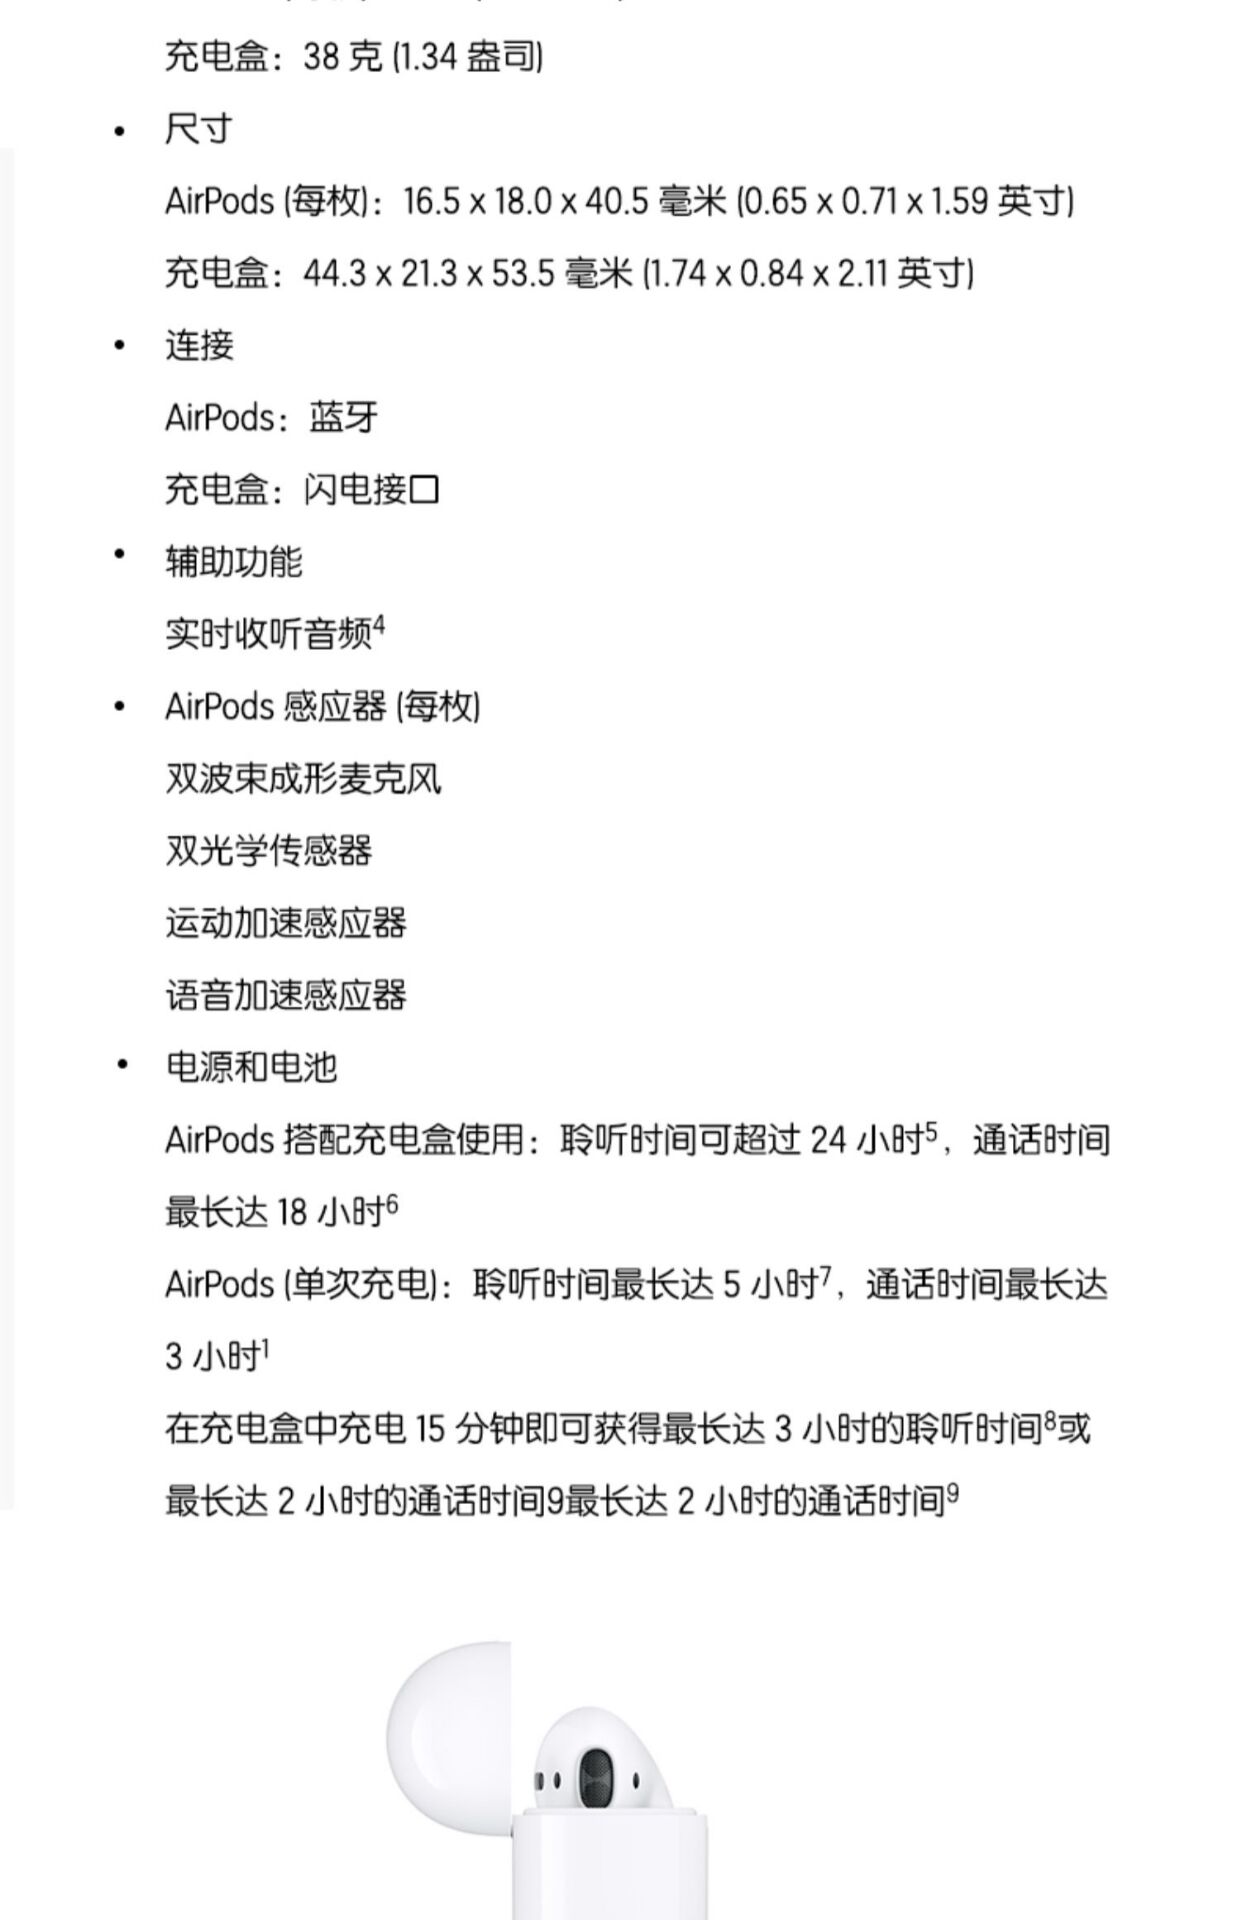 充电盒：38 克 (1.34 盎司)
• 尺寸
AirPods (每枚)：16.5 x 18.0 x 40.5 毫米 (0.65 x 0.71 x 1.59 英寸)
充电盒：44.3 x 21.3 x 53.5 毫米 (1.74 x 0.84 x 2.11 英寸)
• 连接
AirPods：蓝牙
充电盒：闪电接口
• 辅助功能
实时收听音频⁴
• AirPods 感应器 (每枚)
双波束成形麦克风
双光学传感器
运动加速感应器
语音加速感应器
• 电源和电池
AirPods 搭配充电盒使用：聆听时间可超过 24 小时⁵，通话时间
最长达 18 小时⁶
AirPods (单次充电)：聆听时间最长达 5 小时⁷，通话时间最长达
3 小时¹
在充电盒中充电 15 分钟即可获得最长达 3 小时的聆听时间⁸或
最长达 2 小时的通话时间9最长达 2 小时的通话时间⁹